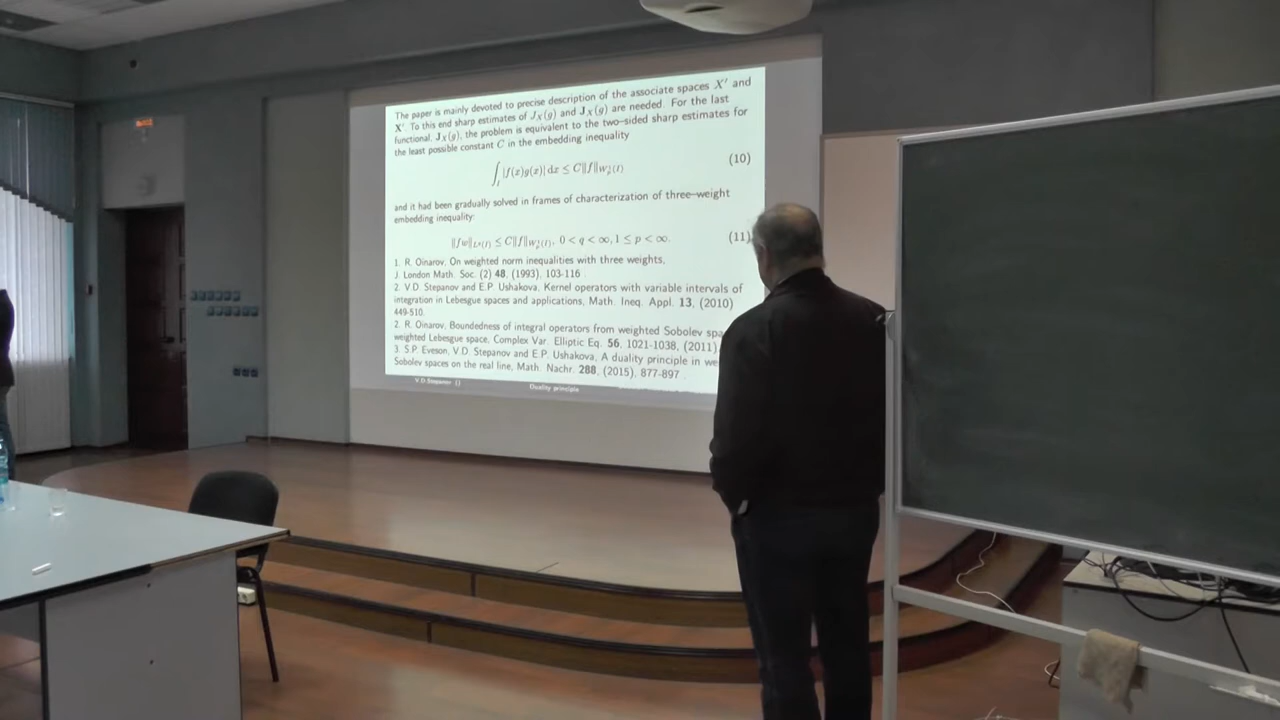 The paper is mainly devoted to precise description of the associate spaces X′ and
𝐗′. To this end sharp estimates of J_X(g) and 𝐉_X(g) are needed. For the last
functional, 𝐉_X(g), the problem is equivalent to the two–sided sharp estimates for
the least possible constant C in the embedding inequality
∫_I |f(x)g(x)| dx ≤ C‖f‖_{W^1_p(I)} (10)
and it had been gradually solved in frames of characterization of three–weight
embedding inequality:
‖fw‖_{L^q(I)} ≤ C‖f‖_{W^1_p(I)}, 0 < q < ∞, 1 ≤ p < ∞. (11)
1. R. Oinarov, On weighted norm inequalities with three weights,
J. London Math. Soc. (2) 48, (1993), 103-116
2. V.D. Stepanov and E.P. Ushakova, Kernel operators with variable intervals of
integration in Lebesgue spaces and applications, Math. Ineq. Appl. 13, (2010)
449-510.
2. R. Oinarov, Boundedness of integral operators from weighted Sobolev spa
weighted Lebesgue space, Complex Var. Elliptic Eq. 56, 1021-1038, (2011).
3. S.P. Eveson, V.D. Stepanov and E.P. Ushakova, A duality principle in we
Sobolev spaces on the real line, Math. Nachr. 288, (2015), 877-897.
V.D.Stepanov () Duality principle